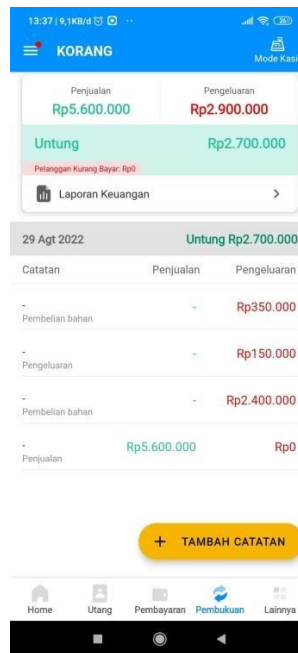 13:37 | 9,1KB/d
26
KORANG
Mode Kasi
Penjualan
Pengeluaran
Rp5.600.000
Rp2.900.000
Untung
Rp2.700.000
Pelanggan Kurang Bayar: Rp0
Laporan Keuangan
29 Agt 2022
Untung Rp2.700.000
Catatan
Penjualan
Pengeluaran
-
-
Rp350.000
Pembelian bahan
-
-
Rp150.000
Pengeluaran
-
-
Rp2.400.000
Pembelian bahan
-
Rp5.600.000
Rp0
Penjualan
+ TAMBAH CATATAN
Home
Utang
Pembayaran
Pembukuan
Lainnya